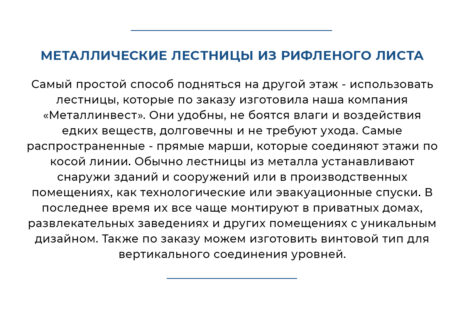 МЕТАЛЛИЧЕСКИЕ ЛЕСТНИЦЫ ИЗ РИФЛЕНОГО ЛИСТА
Самый простой способ подняться на другой этаж - использовать
лестницы, которые по заказу изготовила наша компания
«Металлинвест». Они удобны, не боятся влаги и воздействия
едких веществ, долговечны и не требуют ухода. Самые
распространенные - прямые марши, которые соединяют этажи по
косой линии. Обычно лестницы из металла устанавливают
снаружи зданий и сооружений или в производственных
помещениях, как технологические или эвакуационные спуски. В
последнее время их все чаще монтируют в приватных домах,
развлекательных заведениях и других помещениях с уникальным
дизайном. Также по заказу можем изготовить винтовой тип для
вертикального соединения уровней.